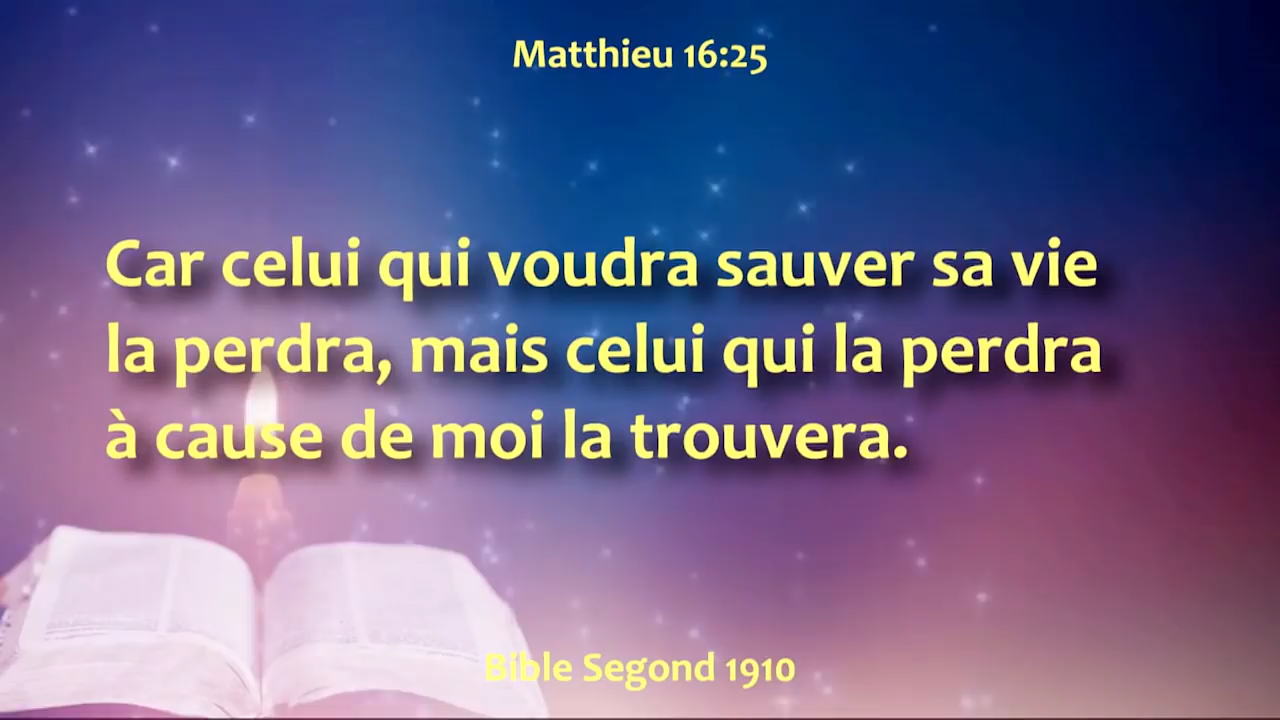 Matthieu 16:25
Car celui qui voudra sauver sa vie
la perdra, mais celui qui la perdra
à cause de moi la trouvera.
Bible Segond 1910